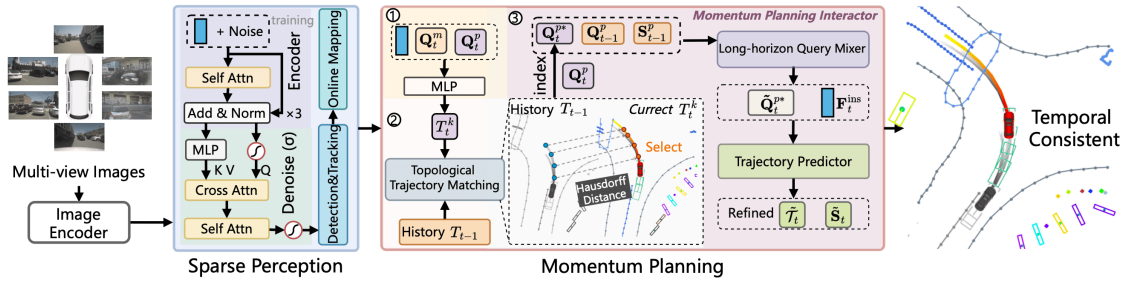 Multi-view Images
Image
Encoder
training
+ Noise
Self Attn
Add & Norm
×3
Encoder
MLP
K V
Q
Cross Attn
Self Attn
Denoise (σ)
Detection&Tracking
Online Mapping
Sparse Perception
①
Q_t^m
Q_t^p
MLP
②
T_t^k
Topological
Trajectory Matching
History T_{t−1}
Momentum Planning
③
Q_t^{p*}
Q_{t−1}^p
S_{t−1}^p
index
Q_t^p
History T_{t−1}
Currect T_t^k
Select
Hausdorff
Distance
Momentum Planning Interactor
Long-horizon Query Mixer
Q̃_t^{p*}
F_t^{ins}
Trajectory Predictor
Refined
𝒯̃_t
S̃_t
Temporal
Consistent